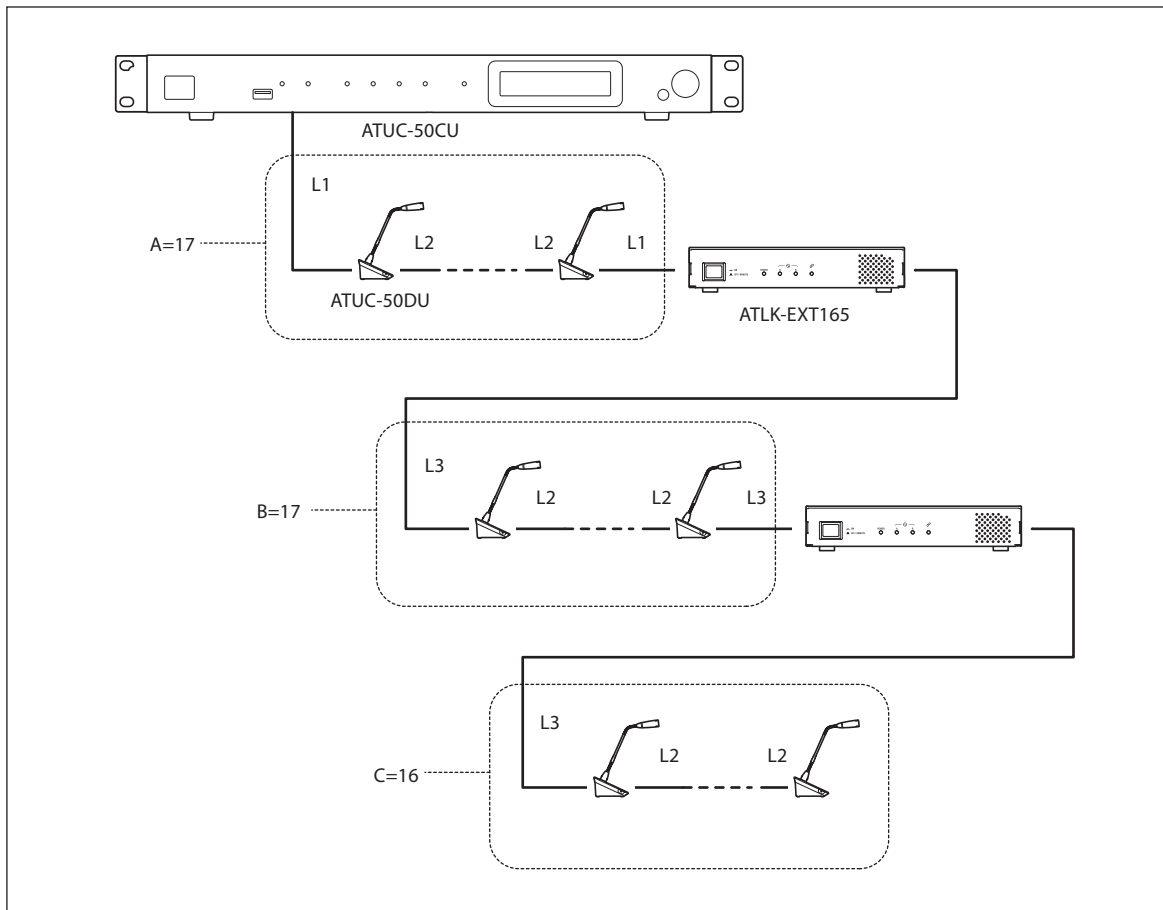 ATUC-50CU
L1
A=17
L2
L2
L1
ATUC-50DU
ATLK-EXT165
L3
L2
L2
L3
B=17
L3
L2
L2
C=16